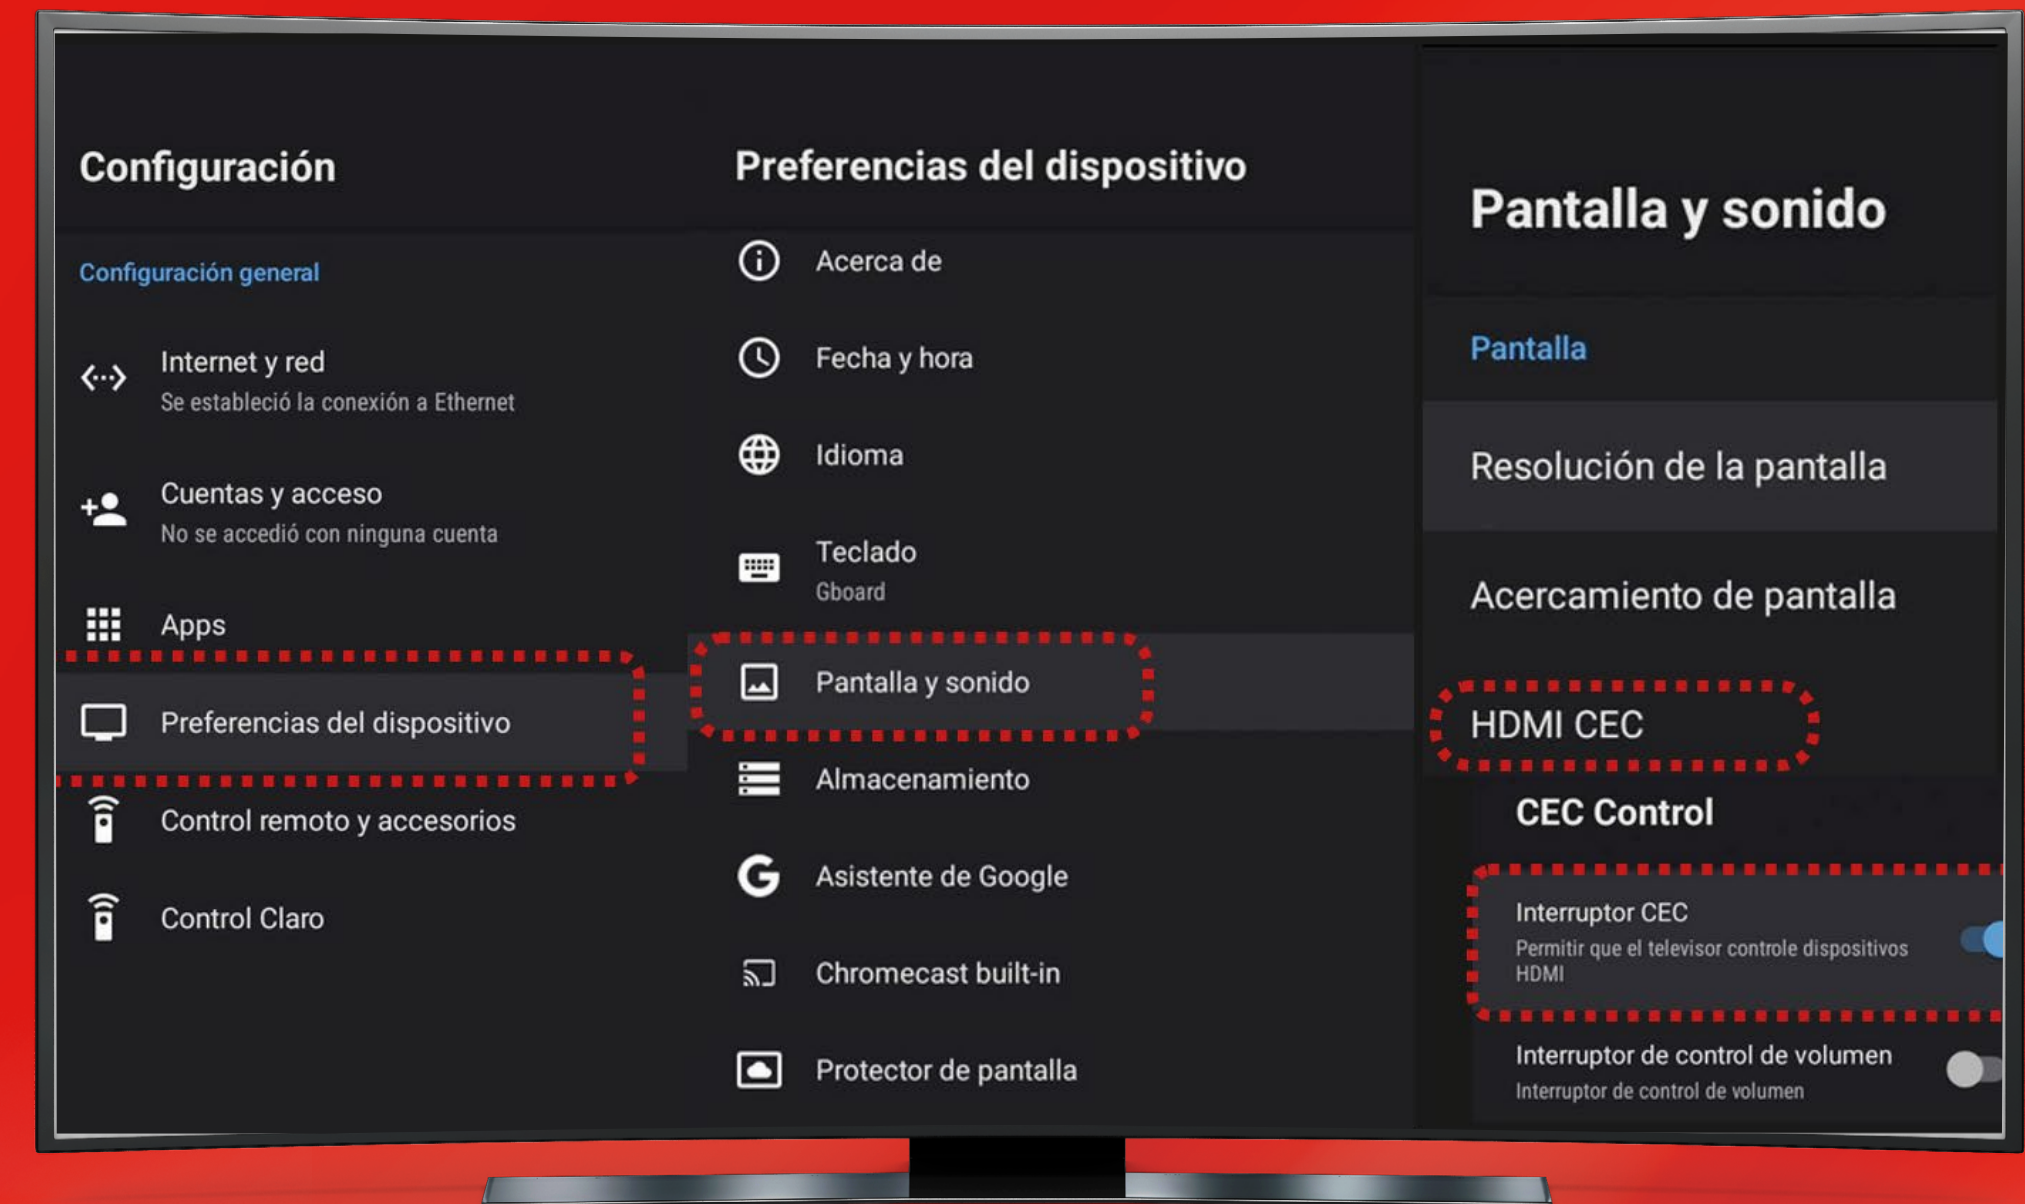 Configuración
Configuración general
Internet y red
Se estableció la conexión a Ethernet
Cuentas y acceso
No se accedió con ninguna cuenta
Apps
Preferencias del dispositivo
Control remoto y accesorios
Control Claro
Preferencias del dispositivo
Acerca de
Fecha y hora
Idioma
Teclado
Gboard
Pantalla y sonido
Almacenamiento
Asistente de Google
Chromecast built-in
Protector de pantalla
Pantalla y sonido
Pantalla
Resolución de la pantalla
Acercamiento de pantalla
HDMI CEC
CEC Control
Interruptor CEC
Permitir que el televisor controle dispositivos
HDMI
Interruptor de control de volumen
Interruptor de control de volumen